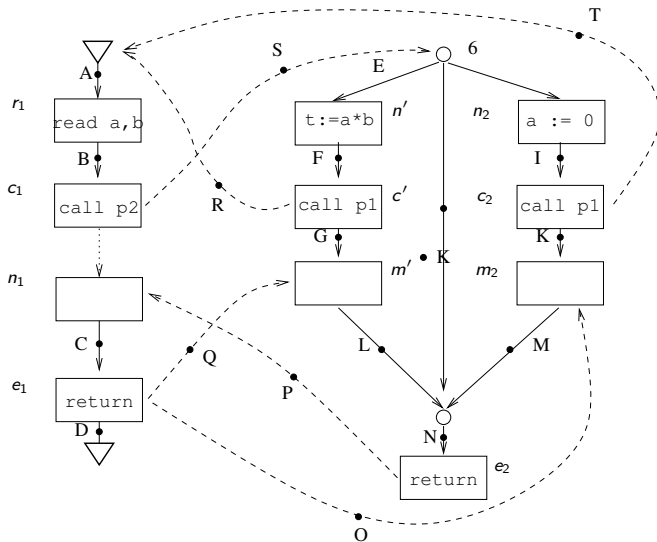 T
S
6
E
A
r1
read a,b
t:=a*b
n′
n2
a := 0
B
F
I
c1
call p2
R
call p1
c′
c2
call p1
G
K
n1
m′
K
m2
C
Q
L
M
P
e1
return
D
N
return
e2
O